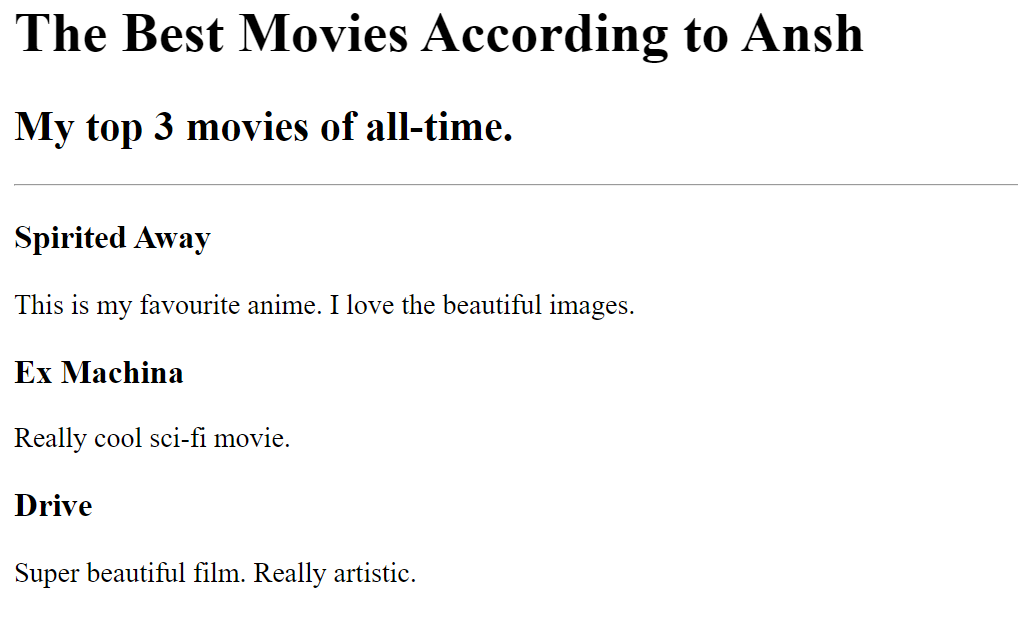 The Best Movies According to Ansh
My top 3 movies of all-time.
Spirited Away
This is my favourite anime. I love the beautiful images.
Ex Machina
Really cool sci-fi movie.
Drive
Super beautiful film. Really artistic.